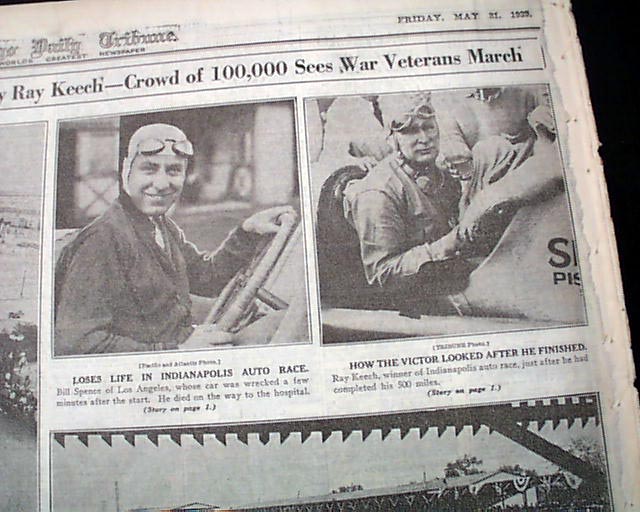 Daily Tribune.
WORLD'S GREATEST NEWSPAPER
FRIDAY, MAY 31, 1929.
y Ray Keech—Crowd of 100,000 Sees War Veterans March
SI
PIS
[Pacific and Atlantic Photo.]
LOSES LIFE IN INDIANAPOLIS AUTO RACE.
Bill Spence of Los Angeles, whose car was wrecked a few
minutes after the start. He died on the way to the hospital.
(Story on page 1.)
[TRIBUNE Photo.]
HOW THE VICTOR LOOKED AFTER HE FINISHED.
Ray Keech, winner of Indianapolis auto race, just after he had
completed his 500 miles.
(Story on page 1.)